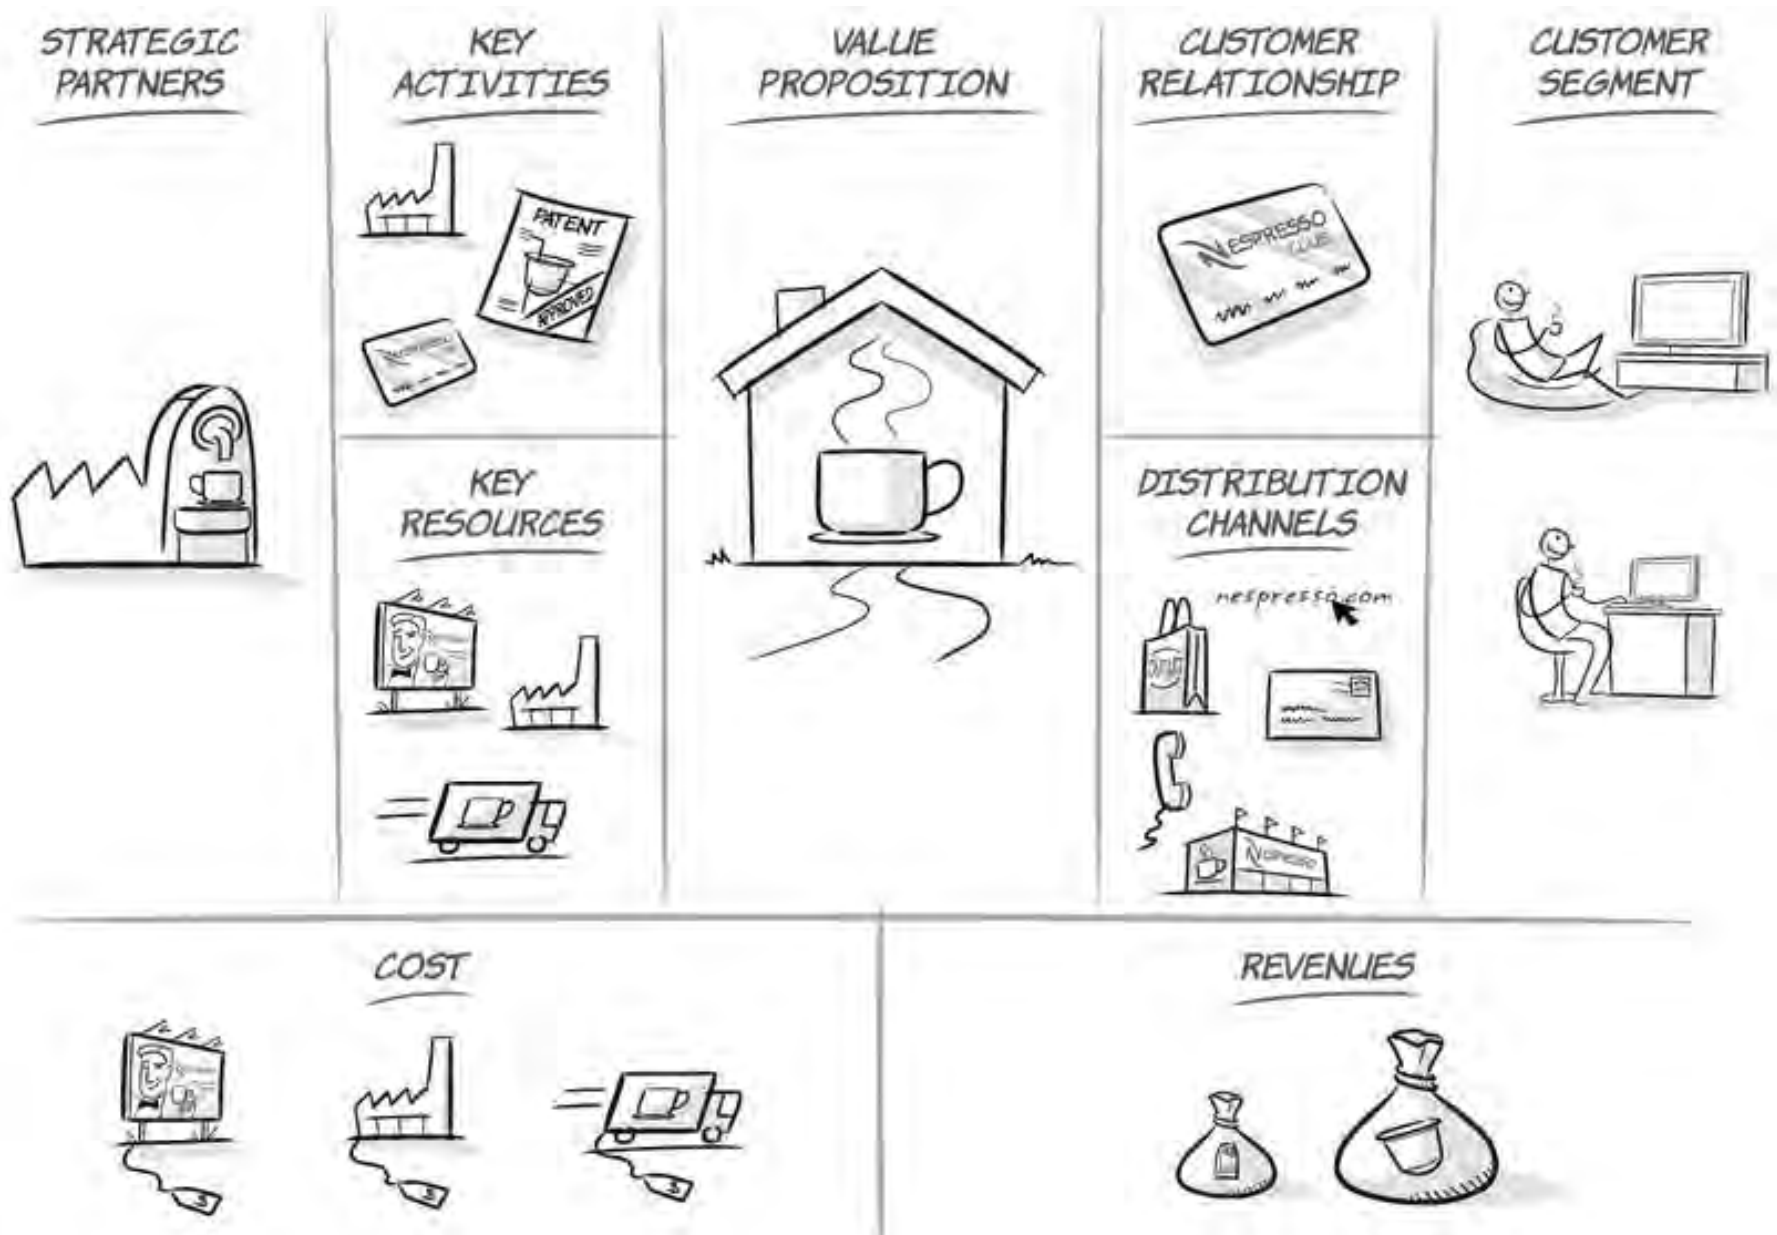 STRATEGIC
PARTNERS
KEY
ACTIVITIES
PATENT
APPROVED
NESPRESSO
KEY
RESOURCES
VALUE
PROPOSITION
CUSTOMER
RELATIONSHIP
NESPRESSO
CLUB
DISTRIBUTION
CHANNELS
nespresso.com
NESPRESSO
CUSTOMER
SEGMENT
COST
$
$
$
REVENUES